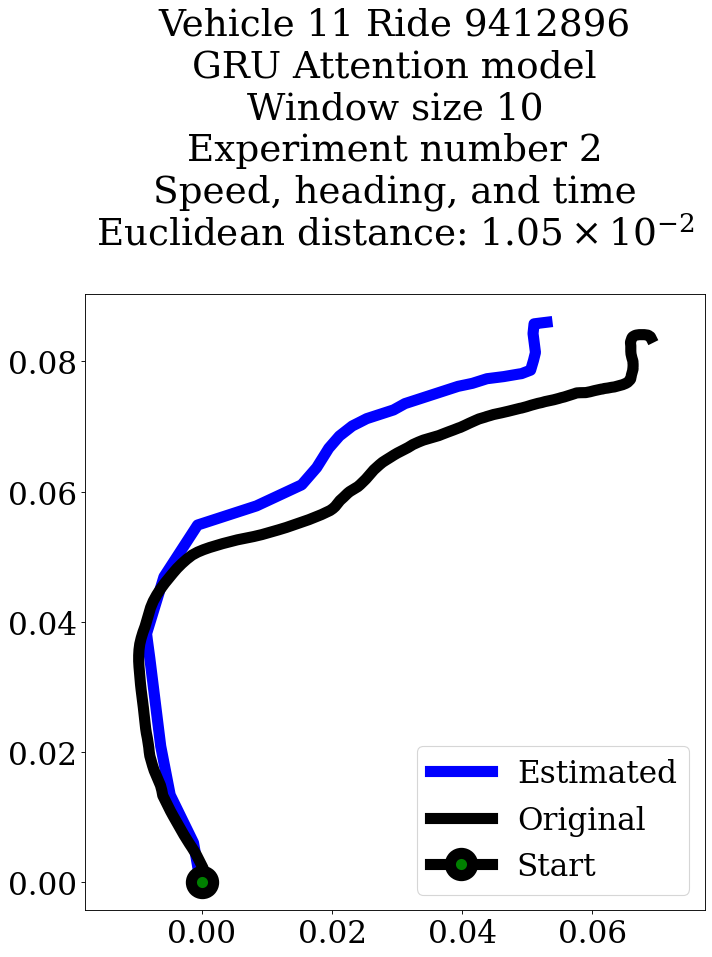 Vehicle 11 Ride 9412896
GRU Attention model
Window size 10
Experiment number 2
Speed, heading, and time
Euclidean distance: 1.05 × 10⁻²
0.08
0.06
0.04
0.02
0.00
Estimated
Original
Start
0.00 0.02 0.04 0.06